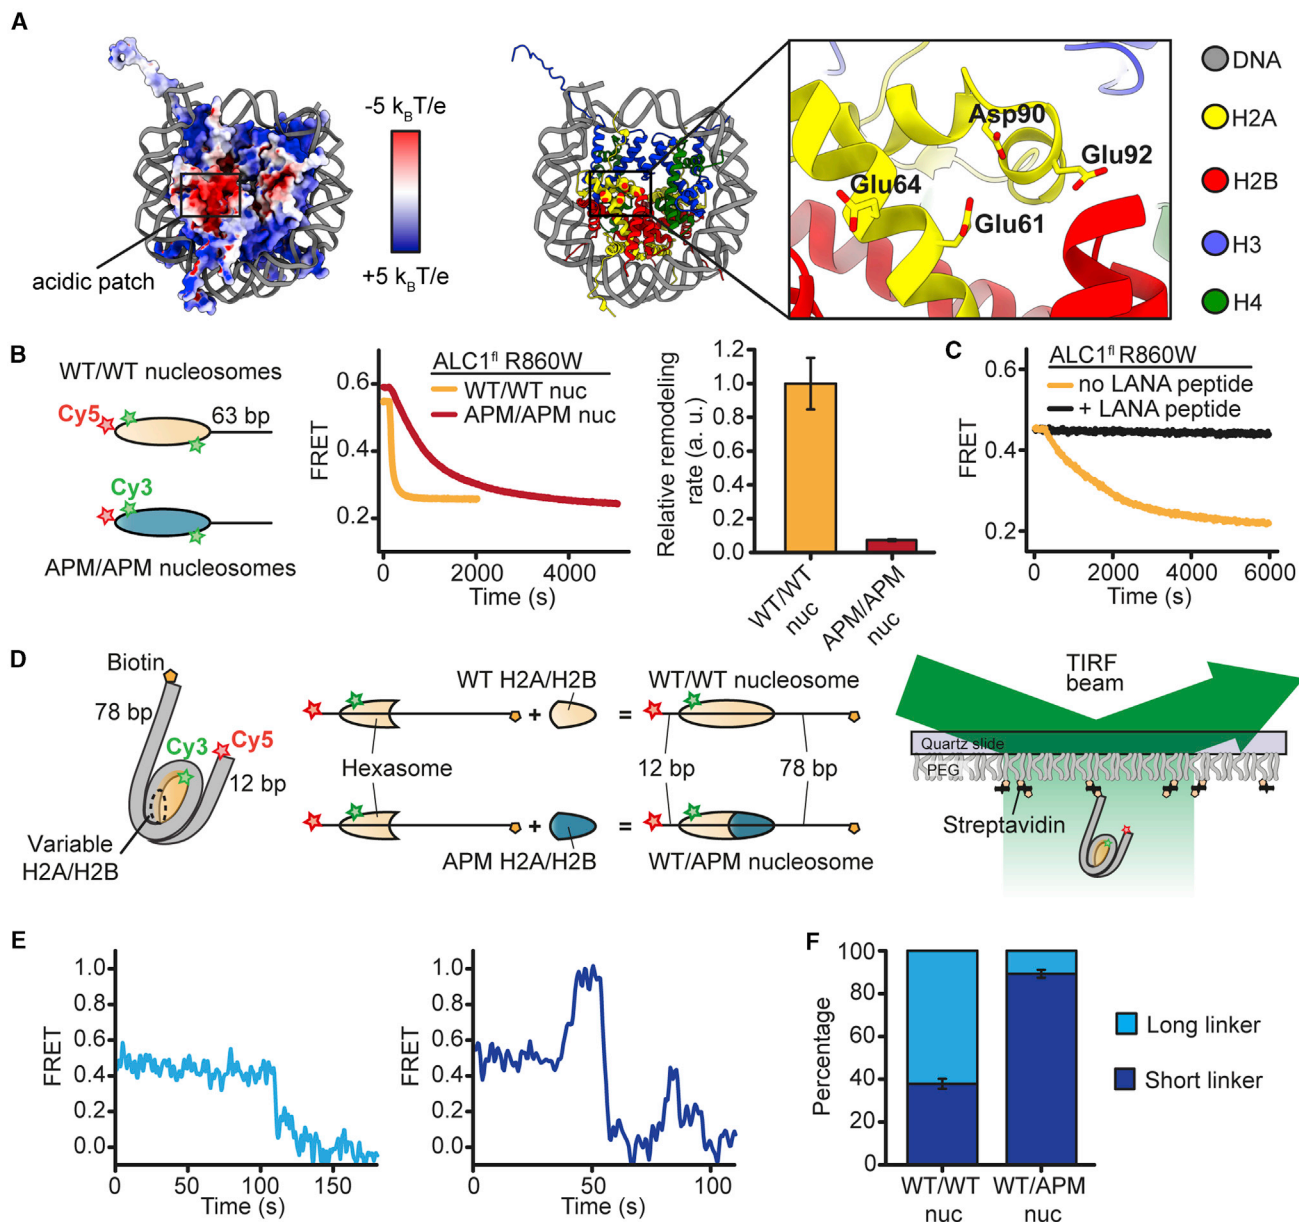 A
-5 k_BT/e
+5 k_BT/e
acidic patch
Asp90
Glu92
Glu64
Glu61
DNA
H2A
H2B
H3
H4
B
WT/WT nucleosomes
Cy5
63 bp
Cy3
APM/APM nucleosomes
ALC1^fl R860W
WT/WT nuc
APM/APM nuc
FRET
0.6
0.4
0.2
0
2000
4000
Time (s)
Relative remodeling
rate (a. u.)
1.2
1.0
0.8
0.6
0.4
0.2
0.0
WT/WT
nuc
APM/APM
nuc
C
ALC1^fl R860W
no LANA peptide
+ LANA peptide
FRET
0.6
0.4
0.2
0
2000
4000
6000
Time (s)
D
Biotin
78 bp
Cy3
Cy5
12 bp
Variable
H2A/H2B
WT H2A/H2B
WT/WT nucleosome
+
=
Hexasome
12 bp
78 bp
+
=
APM H2A/H2B
WT/APM nucleosome
TIRF
beam
Quartz slide
PEG
Streptavidin
E
FRET
1.0
0.8
0.6
0.4
0.2
0.0
0
50
100
150
Time (s)
FRET
1.0
0.8
0.6
0.4
0.2
0.0
0
50
100
Time (s)
F
Percentage
100
80
60
40
20
0
WT/WT
nuc
WT/APM
nuc
Long linker
Short linker